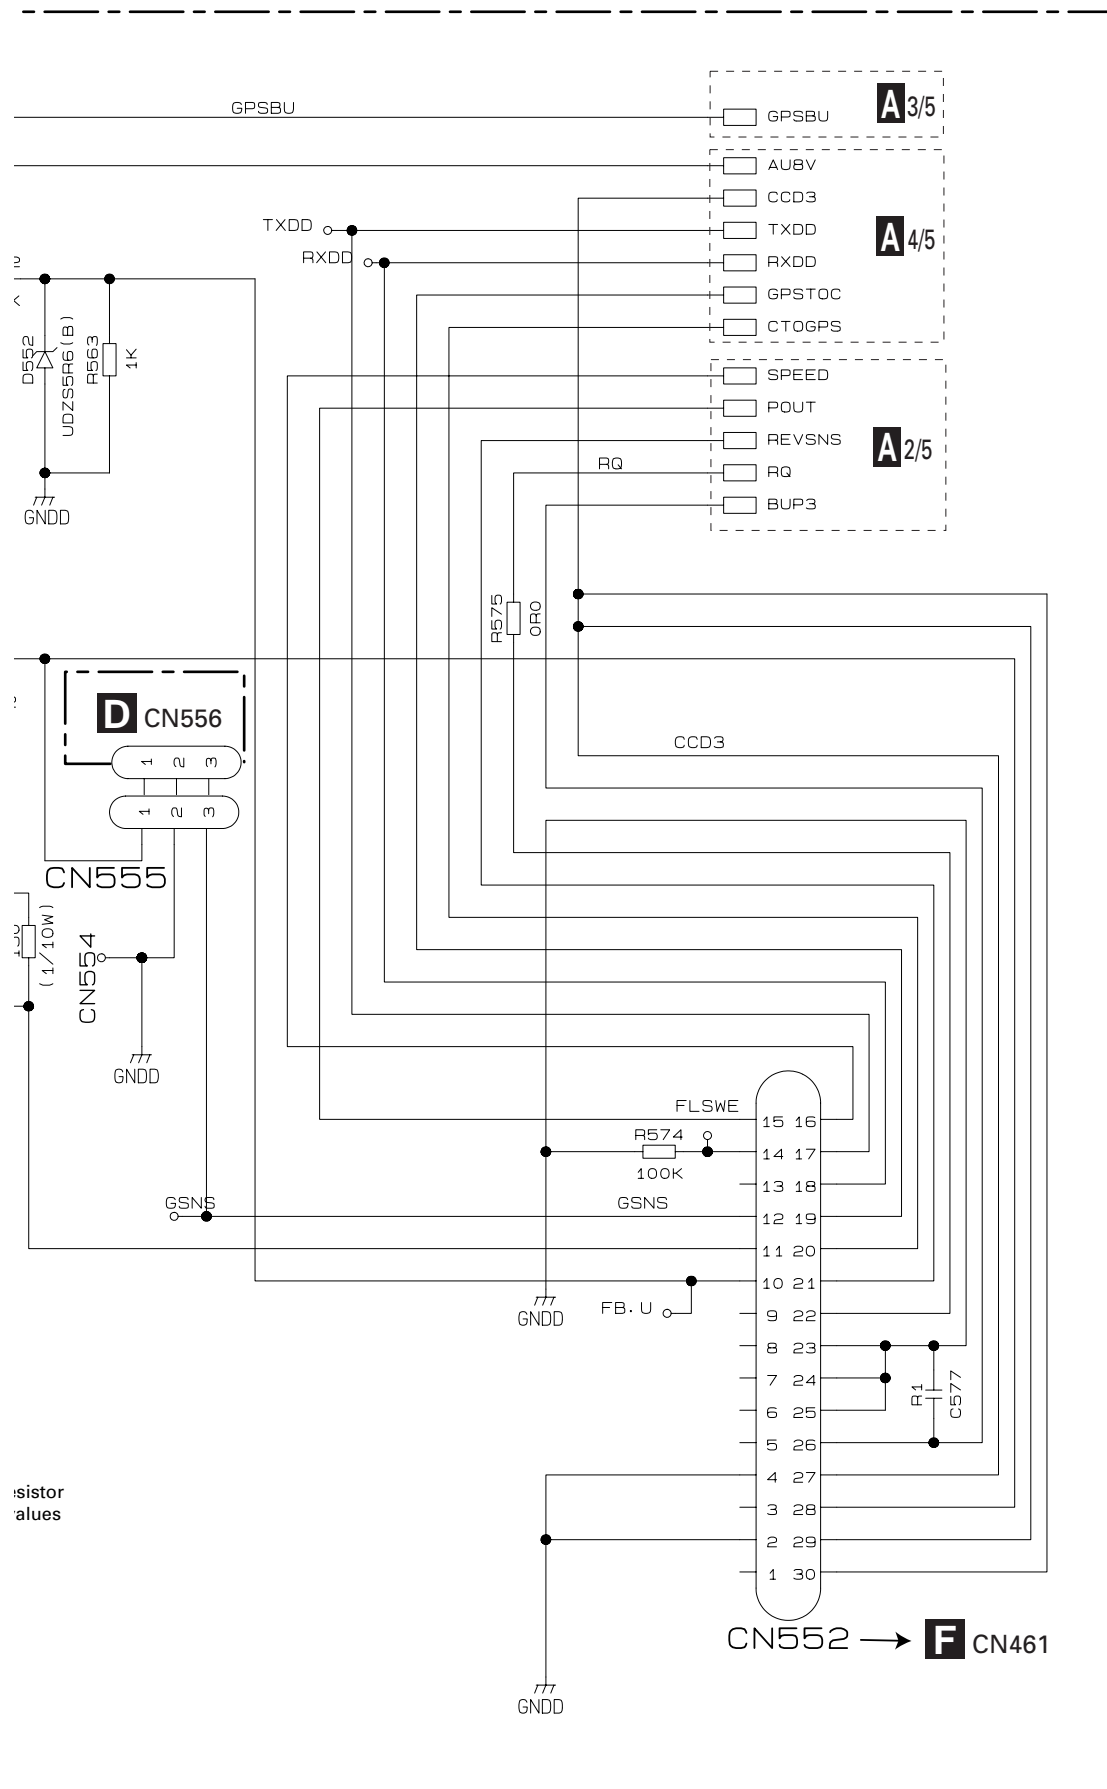 GPSBU
GPSBU
A 3/5
AU8V
CCD3
TXDD
TXDD
A 4/5
RXDD
RXDD
GPSTOC
CTOGPS
D552
UDZS5R6(B)
R563
1K
GNDD
SPEED
POUT
REVSNS
A 2/5
RQ
RQ
BUP3
R575
0R0
D CN556
1 2 3
1 2 3
CN555
CCD3
(1/10W)
CN554
GNDD
FLSWE
R574
100K
GSNS
GSNS
FB.U
GNDD
15 16
14 17
13 18
12 19
11 20
10 21
9 22
8 23
7 24
6 25
5 26
4 27
3 28
2 29
1 30
R1
C577
CN552
F CN461
GNDD